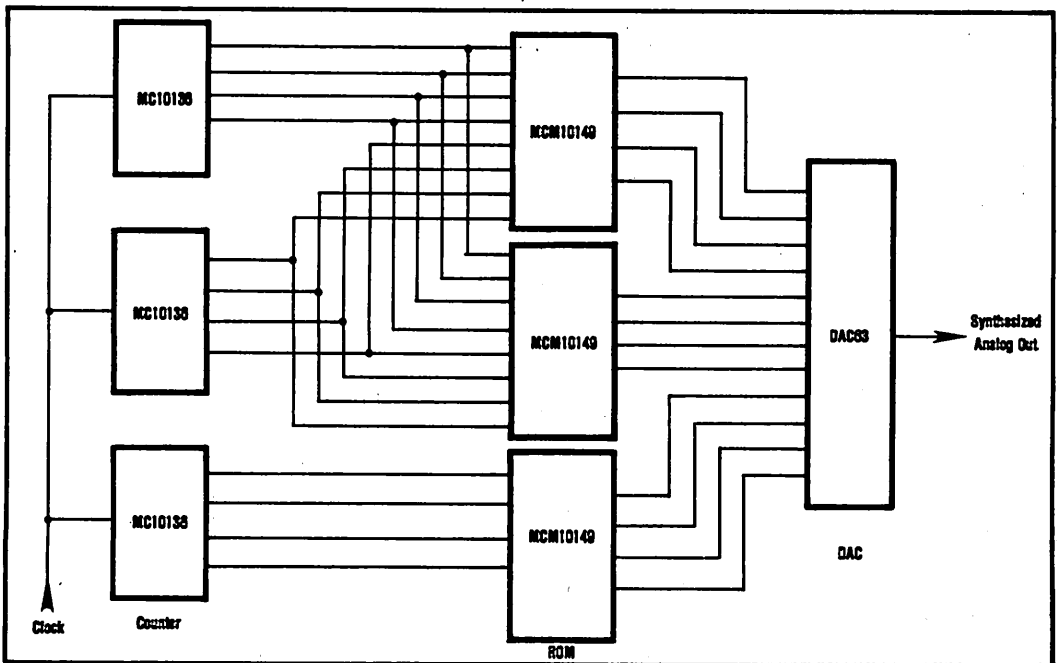 MC10136
MCM10149
MC10136
MCM10149
DAC63
Synthesized
Analog Out
MC10136
MCM10149
DAC
Clock
Counter
ROM